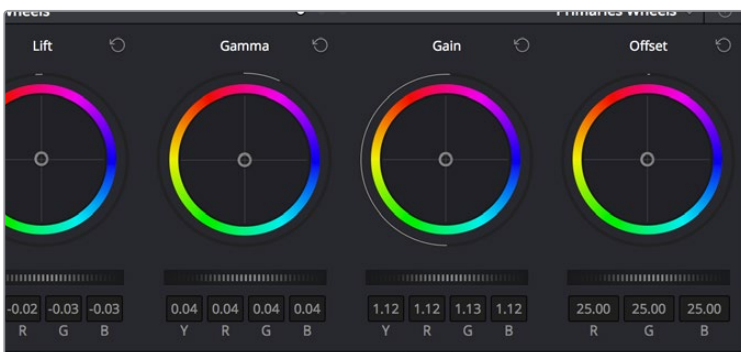 Wheels
Primaries Wheels
Lift
Gamma
Gain
Offset
-0.02 -0.03 -0.03
0.04 0.04 0.04 0.04
1.12 1.12 1.13 1.12
25.00 25.00 25.00
R G B
Y R G B
Y R G B
R G B